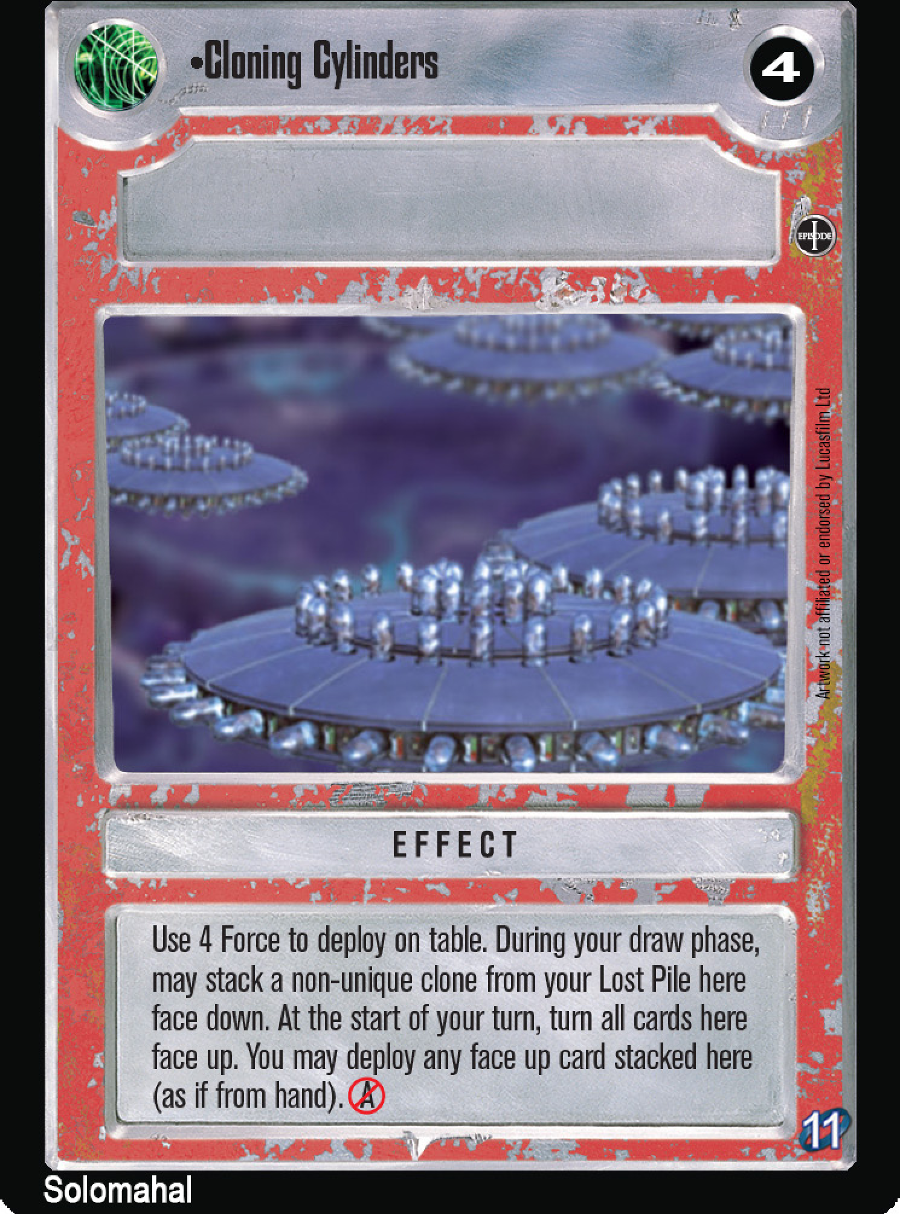 •Cloning Cylinders
4
EPISODE
I
Artwork not affiliated or endorsed by Lucasfilm Ltd
EFFECT
Use 4 Force to deploy on table. During your draw phase,
may stack a non-unique clone from your Lost Pile here
face down. At the start of your turn, turn all cards here
face up. You may deploy any face up card stacked here
(as if from hand). A
11
Solomahal